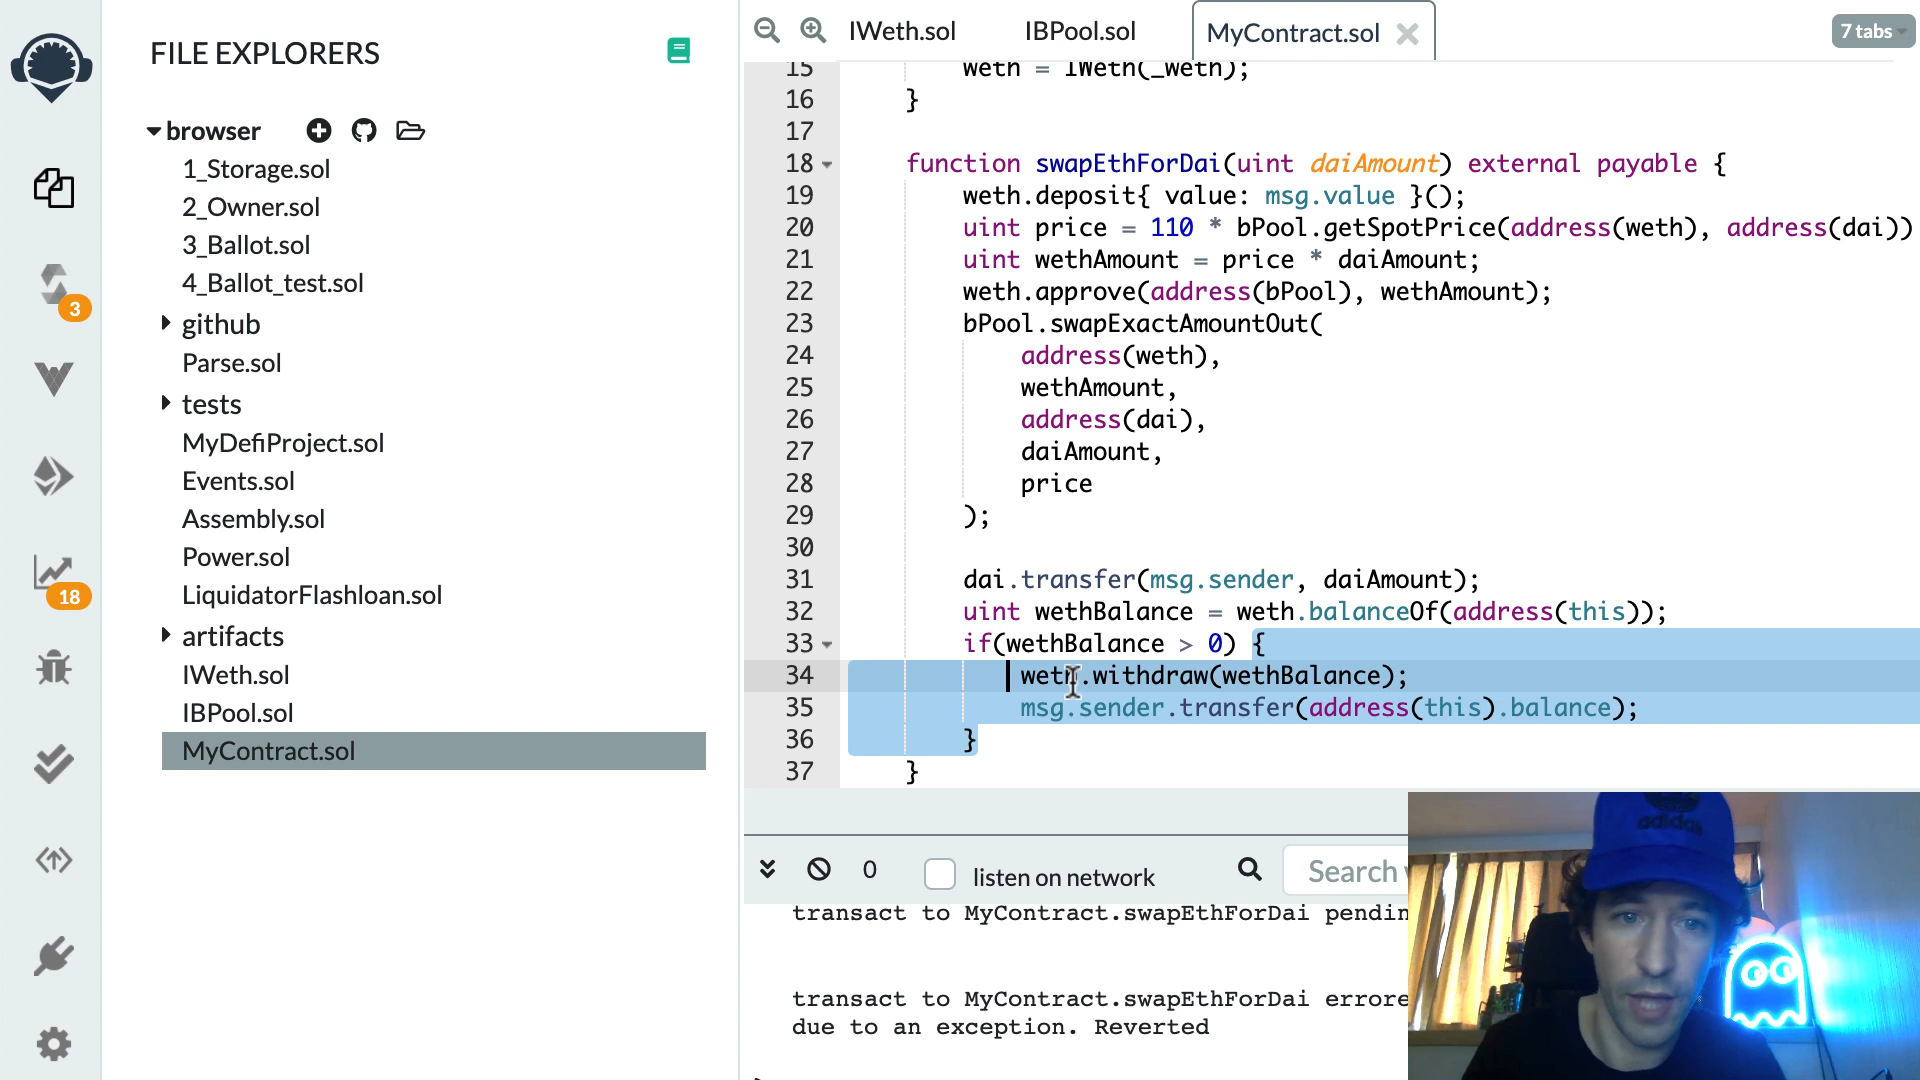 FILE EXPLORERS
browser
1_Storage.sol
2_Owner.sol
3_Ballot.sol
4_Ballot_test.sol
github
Parse.sol
tests
MyDefiProject.sol
Events.sol
Assembly.sol
Power.sol
LiquidatorFlashloan.sol
artifacts
IWeth.sol
IBPool.sol
MyContract.sol
3
18
IWeth.sol IBPool.sol MyContract.sol 7 tabs
15 weth = IWeth(_weth);
16 }
17
18 function swapEthForDai(uint daiAmount) external payable {
19 weth.deposit{ value: msg.value }();
20 uint price = 110 * bPool.getSpotPrice(address(weth), address(dai))
21 uint wethAmount = price * daiAmount;
22 weth.approve(address(bPool), wethAmount);
23 bPool.swapExactAmountOut(
24 address(weth),
25 wethAmount,
26 address(dai),
27 daiAmount,
28 price
29 );
30
31 dai.transfer(msg.sender, daiAmount);
32 uint wethBalance = weth.balanceOf(address(this));
33 if(wethBalance > 0) {
34 weth.withdraw(wethBalance);
35 msg.sender.transfer(address(this).balance);
36 }
37 }
0 listen on network Search
transact to MyContract.swapEthForDai pendin
transact to MyContract.swapEthForDai errore
due to an exception. Reverted
adidas